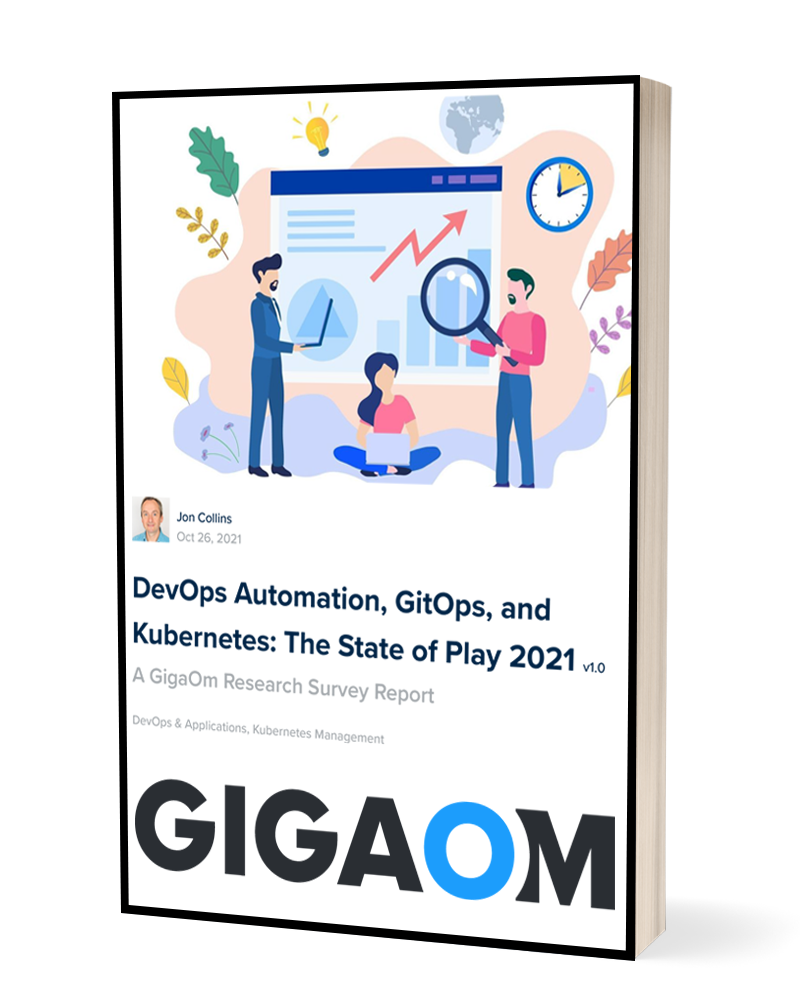 Jon Collins
Oct 26, 2021
DevOps Automation, GitOps, and
Kubernetes: The State of Play 2021 v1.0
A GigaOm Research Survey Report
DevOps & Applications, Kubernetes Management
GIGAOM